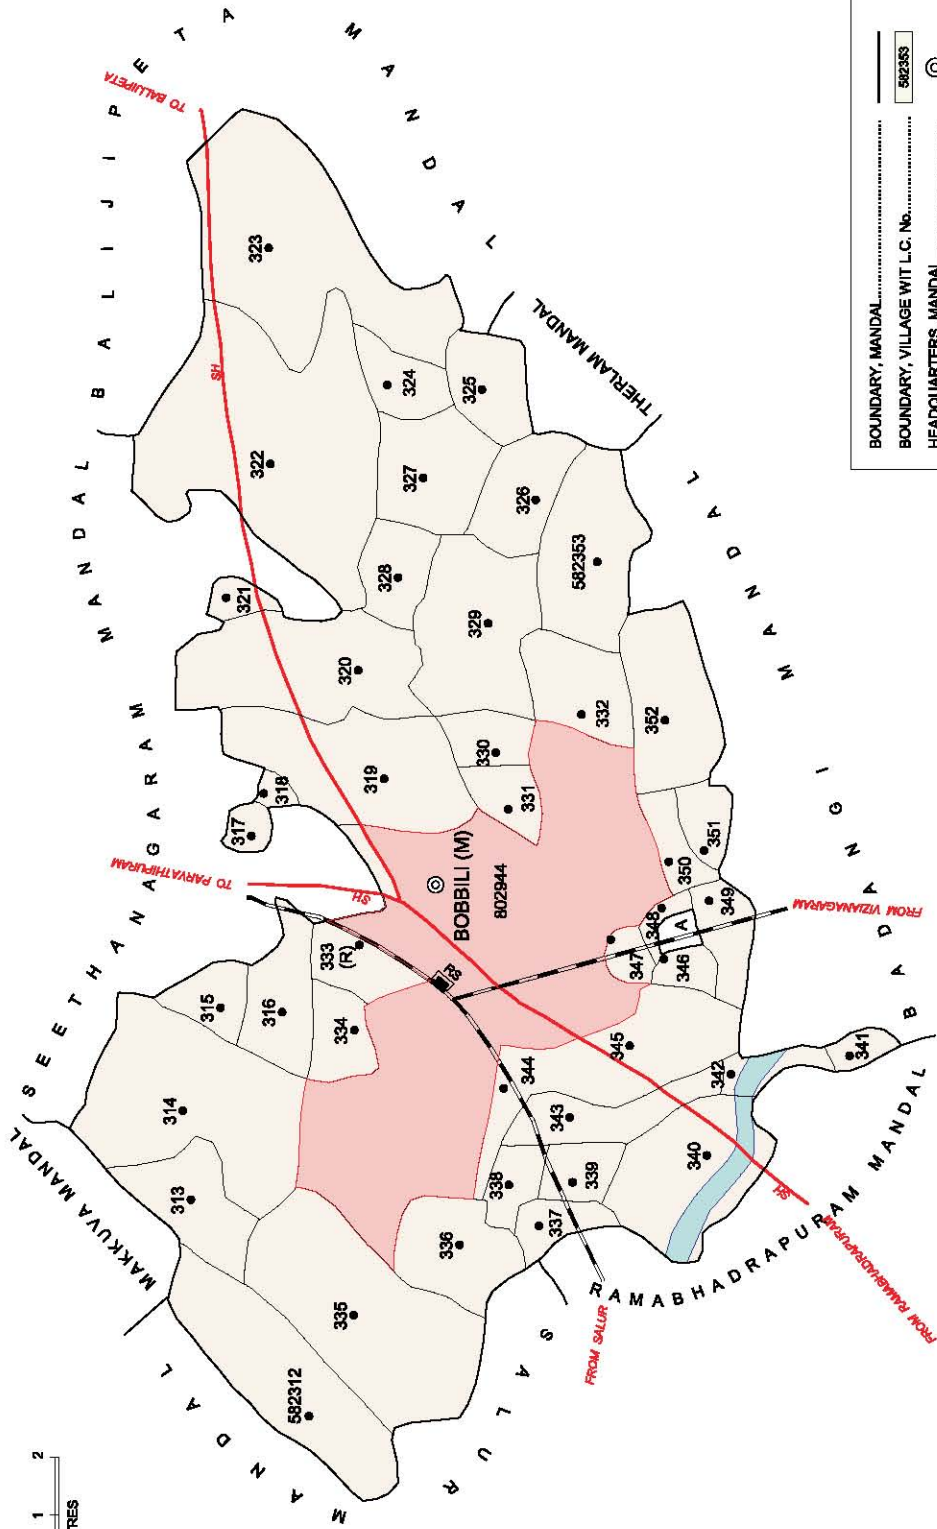 BALIJIPETA MANDAL
SEETHANAGARAM MANDAL
MAKKUVA MANDAL
SALUR MANDAL
RAMABHADRAPURAM MANDAL
BADANGI MANDAL
THERLAM MANDAL
TO BALIJIPETA
TO PARVATHIPURAM
FROM VIZIANAGARAM
FROM RAMABHADRAPURAM
FROM SALUR
SH
SH
SH
RS
BOBBILI (M)
802944
582312
313
314
315
316
317
318
319
320
321
322
323
324
325
326
327
328
329
330
331
332
333
(R)
334
335
336
337
338
339
340
341
342
343
344
345
346
347
348
349
350
351
352
582353
A
1 2
TRES
BOUNDARY, MANDAL
BOUNDARY, VILLAGE WIT L.C. No.
582353
HEADQUARTERS, MANDAL